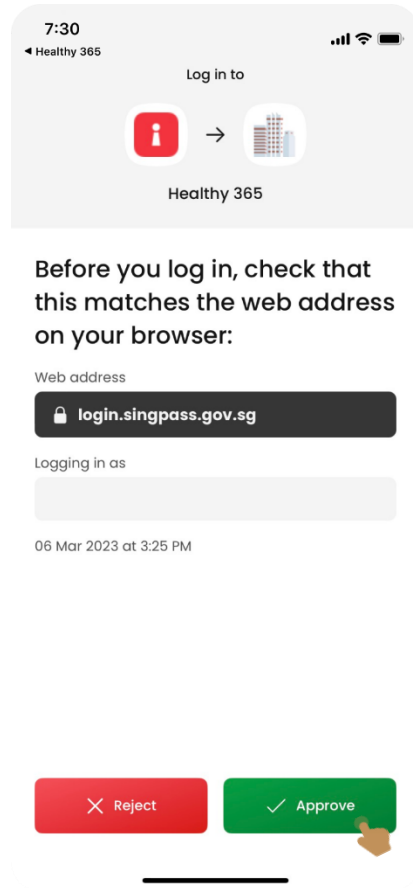 7:30
◀ Healthy 365
Log in to
Healthy 365
Before you log in, check that
this matches the web address
on your browser:
Web address
login.singpass.gov.sg
Logging in as
06 Mar 2023 at 3:25 PM
Reject
Approve